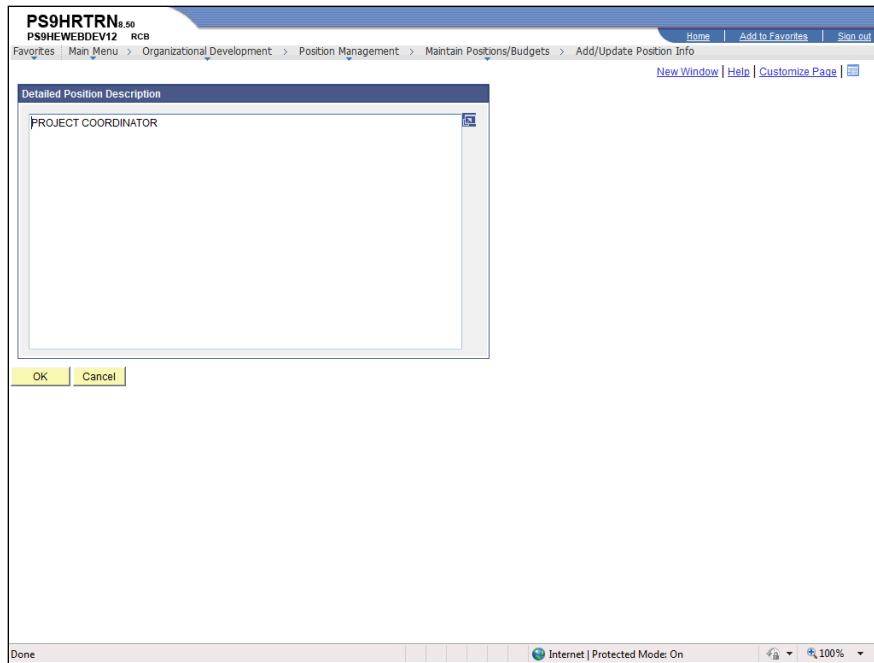 PS9HRTRN8.50
PS9HEWEBDEV12 RCB
Home | Add to Favorites | Sign out
Favorites Main Menu > Organizational Development > Position Management > Maintain Positions/Budgets > Add/Update Position Info
New Window | Help | Customize Page |
Detailed Position Description
PROJECT COORDINATOR
OK Cancel
Done Internet | Protected Mode: On 100%